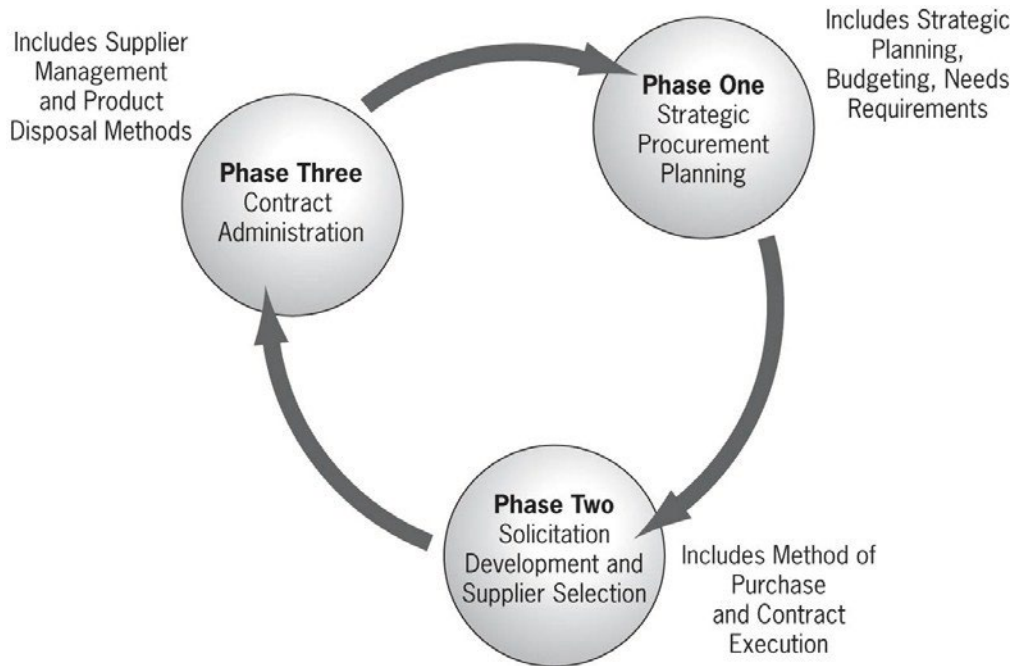 Includes Supplier
Management
and Product
Disposal Methods
Phase Three
Contract
Administration
Phase One
Strategic
Procurement
Planning
Includes Strategic
Planning,
Budgeting, Needs
Requirements
Phase Two
Solicitation
Development and
Supplier Selection
Includes Method of
Purchase
and Contract
Execution